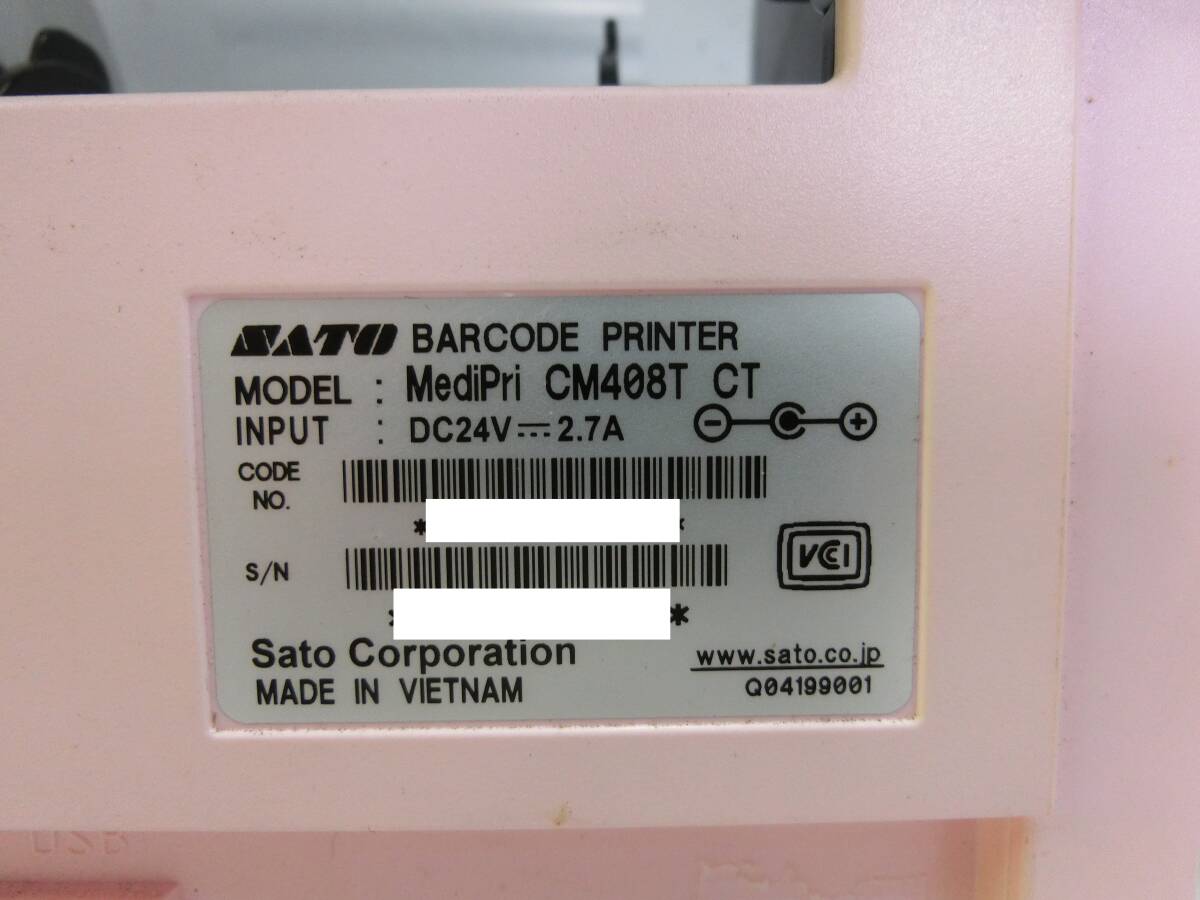 SATO BARCODE PRINTER
MODEL : MediPri CM408T CT
INPUT : DC24V⎓2.7A
CODE
NO.
*
S/N
*
VCCI
Sato Corporation
www.sato.co.jp
MADE IN VIETNAM
Q04199001
USB